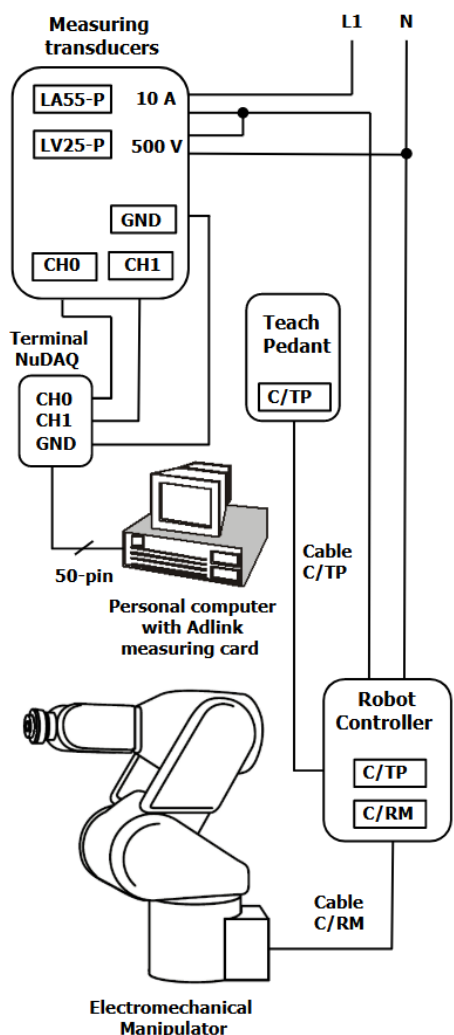 Measuring
transducers
L1
N
LA55-P
10 A
LV25-P
500 V
GND
CH0
CH1
Terminal
NuDAQ
CH0
CH1
GND
Teach
Pedant
C/TP
50-pin
Cable
C/TP
Personal computer
with Adlink
measuring card
Robot
Controller
C/TP
C/RM
Cable
C/RM
Electromechanical
Manipulator